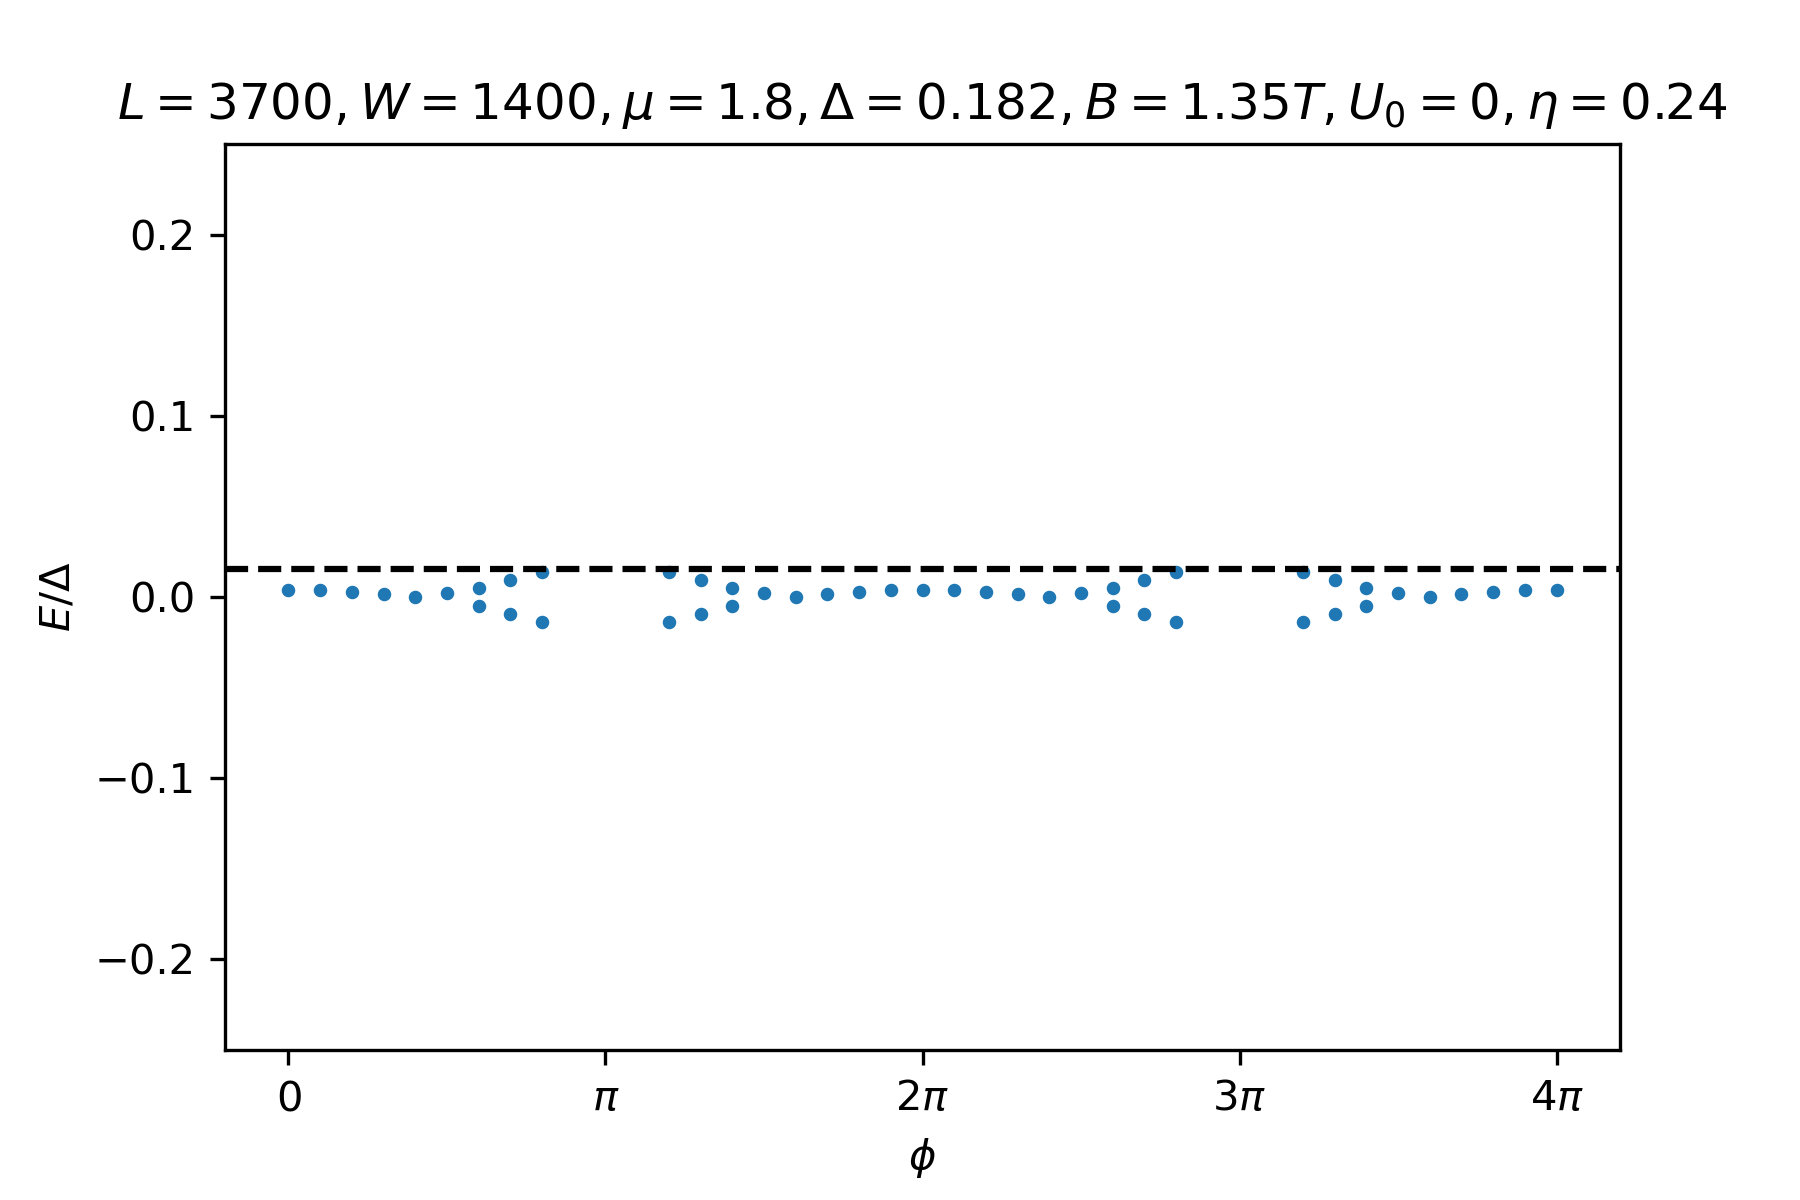 L = 3700, W = 1400, μ = 1.8, Δ = 0.182, B = 1.35T, U₀ = 0, η = 0.24
0.2
0.1
0.0
−0.1
−0.2
E/Δ
0 π 2π 3π 4π
ϕ